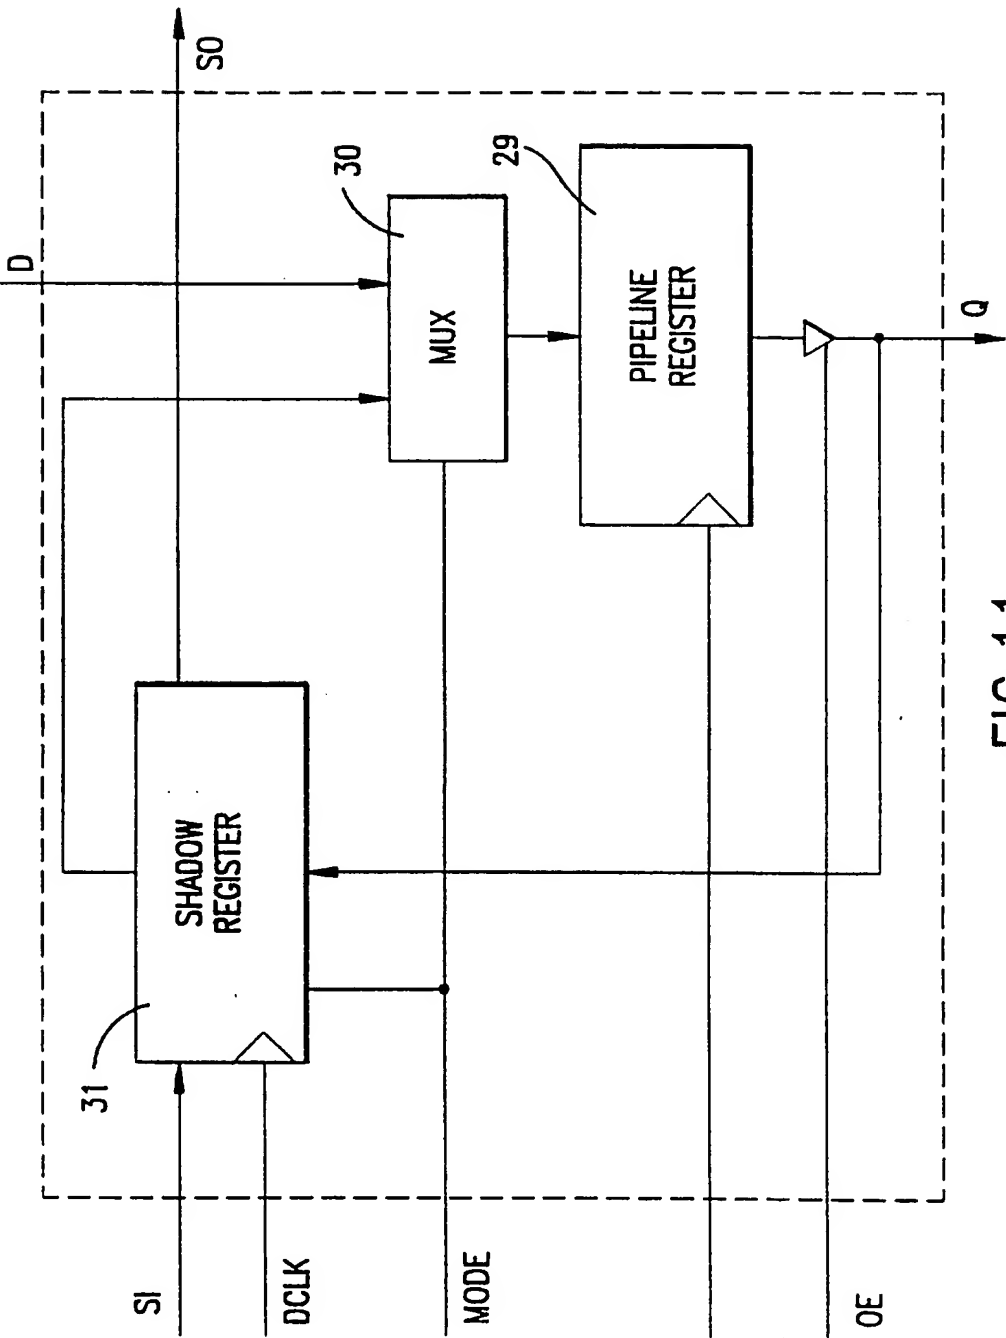 SO
D
30
29
MUX
PIPELINE
REGISTER
Q
SHADOW
REGISTER
31
SI
DCLK
MODE
OE